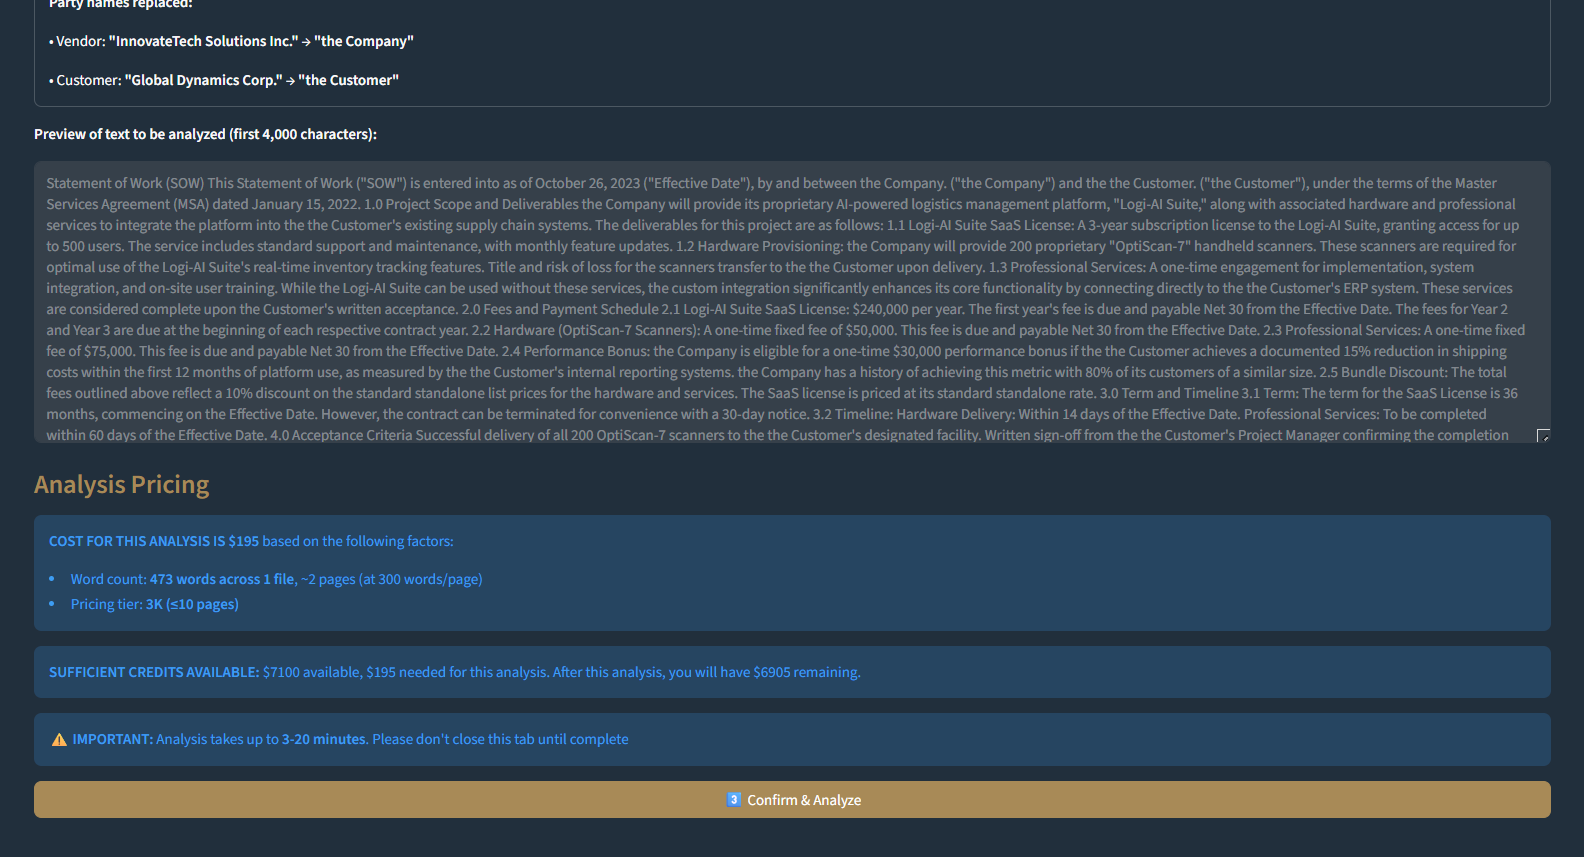 Party names replaced:
• Vendor: "InnovateTech Solutions Inc." → "the Company"
• Customer: "Global Dynamics Corp." → "the Customer"
Preview of text to be analyzed (first 4,000 characters):
Statement of Work (SOW) This Statement of Work ("SOW") is entered into as of October 26, 2023 ("Effective Date"), by and between the Company. ("the Company") and the the Customer. ("the Customer"), under the terms of the Master
Services Agreement (MSA) dated January 15, 2022. 1.0 Project Scope and Deliverables the Company will provide its proprietary AI-powered logistics management platform, "Logi-AI Suite," along with associated hardware and professional
services to integrate the platform into the the Customer's existing supply chain systems. The deliverables for this project are as follows: 1.1 Logi-AI Suite SaaS License: A 3-year subscription license to the Logi-AI Suite, granting access for up
to 500 users. The service includes standard support and maintenance, with monthly feature updates. 1.2 Hardware Provisioning: the Company will provide 200 proprietary "OptiScan-7" handheld scanners. These scanners are required for
optimal use of the Logi-AI Suite's real-time inventory tracking features. Title and risk of loss for the scanners transfer to the the Customer upon delivery. 1.3 Professional Services: A one-time engagement for implementation, system
integration, and on-site user training. While the Logi-AI Suite can be used without these services, the custom integration significantly enhances its core functionality by connecting directly to the the Customer's ERP system. These services
are considered complete upon the Customer's written acceptance. 2.0 Fees and Payment Schedule 2.1 Logi-AI Suite SaaS License: $240,000 per year. The first year's fee is due and payable Net 30 from the Effective Date. The fees for Year 2
and Year 3 are due at the beginning of each respective contract year. 2.2 Hardware (OptiScan-7 Scanners): A one-time fixed fee of $50,000. This fee is due and payable Net 30 from the Effective Date. 2.3 Professional Services: A one-time fixed
fee of $75,000. This fee is due and payable Net 30 from the Effective Date. 2.4 Performance Bonus: the Company is eligible for a one-time $30,000 performance bonus if the the Customer achieves a documented 15% reduction in shipping
costs within the first 12 months of platform use, as measured by the the Customer's internal reporting systems. the Company has a history of achieving this metric with 80% of its customers of a similar size. 2.5 Bundle Discount: The total
fees outlined above reflect a 10% discount on the standard standalone list prices for the hardware and services. The SaaS license is priced at its standard standalone rate. 3.0 Term and Timeline 3.1 Term: The term for the SaaS License is 36
months, commencing on the Effective Date. However, the contract can be terminated for convenience with a 30-day notice. 3.2 Timeline: Hardware Delivery: Within 14 days of the Effective Date. Professional Services: To be completed
within 60 days of the Effective Date. 4.0 Acceptance Criteria Successful delivery of all 200 OptiScan-7 scanners to the the Customer's designated facility. Written sign-off from the the Customer's Project Manager confirming the completion
Analysis Pricing
COST FOR THIS ANALYSIS IS $195 based on the following factors:
• Word count: 473 words across 1 file, ~2 pages (at 300 words/page)
• Pricing tier: 3K (≤10 pages)
SUFFICIENT CREDITS AVAILABLE: $7100 available, $195 needed for this analysis. After this analysis, you will have $6905 remaining.
⚠️ IMPORTANT: Analysis takes up to 3-20 minutes. Please don't close this tab until complete
3️⃣ Confirm & Analyze